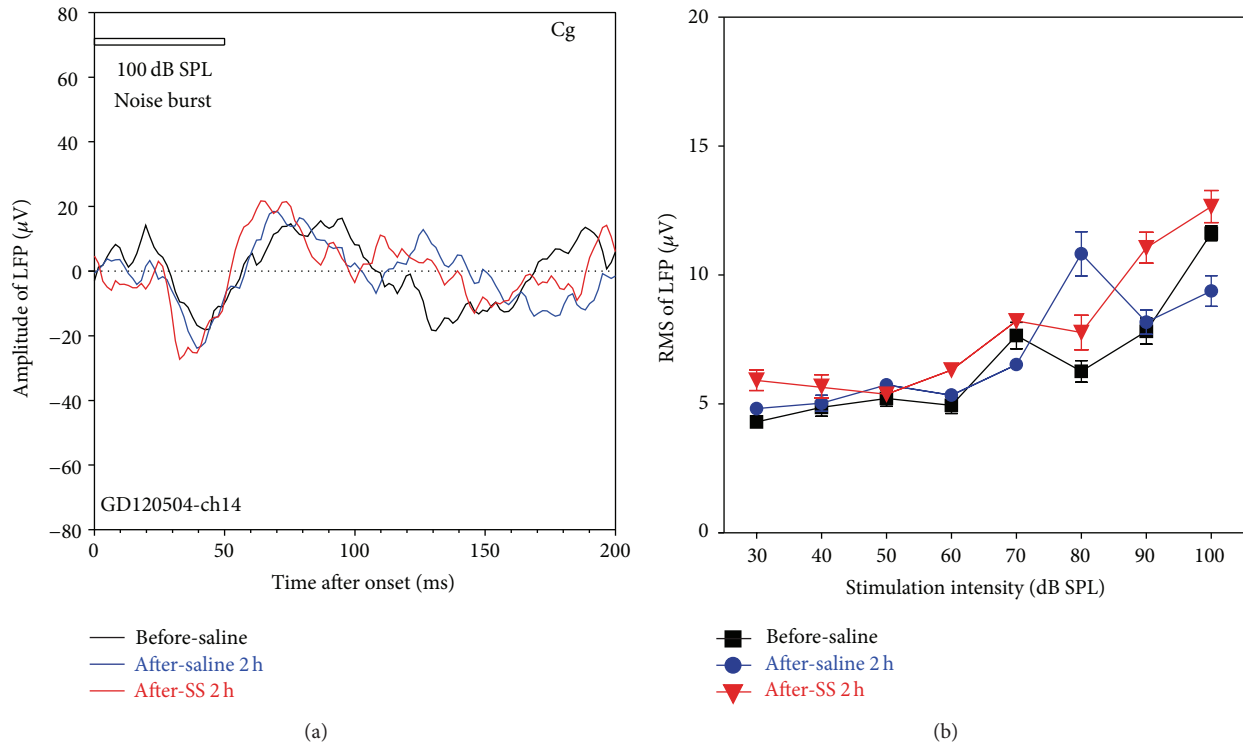 80
60
40
20
0
−20
−40
−60
−80
Amplitude of LFP (μV)
Cg
100 dB SPL
Noise burst
GD120504-ch14
0
50
100
150
200
Time after onset (ms)
Before-saline
After-saline 2 h
After-SS 2 h
(a)
20
15
10
5
0
RMS of LFP (μV)
30
40
50
60
70
80
90
100
Stimulation intensity (dB SPL)
Before-saline
After-saline 2 h
After-SS 2 h
(b)